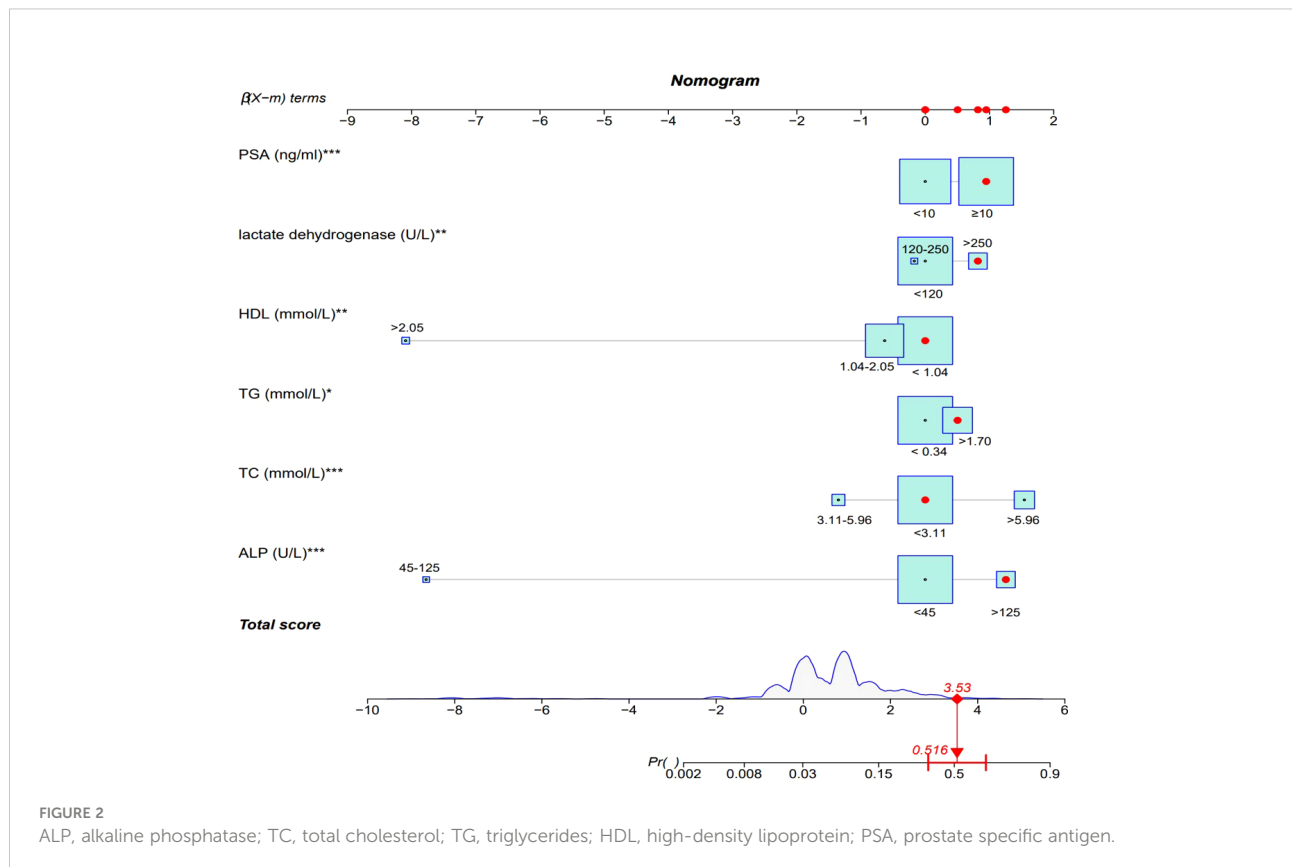 Nomogram
β(X−m) terms
−9 −8 −7 −6 −5 −4 −3 −2 −1 0 1 2
PSA (ng/ml)***
<10 ≥10
lactate dehydrogenase (U/L)**
120-250 >250
<120
HDL (mmol/L)**
>2.05
1.04-2.05 < 1.04
TG (mmol/L)*
< 0.34 >1.70
TC (mmol/L)***
3.11-5.96 <3.11 >5.96
ALP (U/L)***
45-125
<45 >125
Total score
3.53
−10 −8 −6 −4 −2 0 2 4 6
0.516
Pr( )
0.002 0.008 0.03 0.15 0.5 0.9
FIGURE 2
ALP, alkaline phosphatase; TC, total cholesterol; TG, triglycerides; HDL, high-density lipoprotein; PSA, prostate specific antigen.